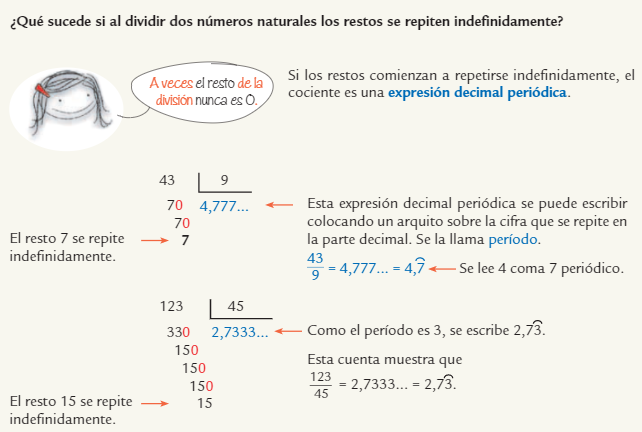 ¿Qué sucede si al dividir dos números naturales los restos se repiten indefinidamente?
A veces el resto de la
división nunca es 0.
Si los restos comienzan a repetirse indefinidamente, el
cociente es una expresión decimal periódica.
43 9
70 4,777...
70
7
El resto 7 se repite
indefinidamente.
Esta expresión decimal periódica se puede escribir
colocando un arquito sobre la cifra que se repite en
la parte decimal. Se la llama período.
43/9 = 4,777... = 4,7͡ Se lee 4 coma 7 periódico.
123 45
330 2,7333...
150
150
150
15
El resto 15 se repite
indefinidamente.
Como el período es 3, se escribe 2,73͡.
Esta cuenta muestra que
123/45 = 2,7333... = 2,73͡.